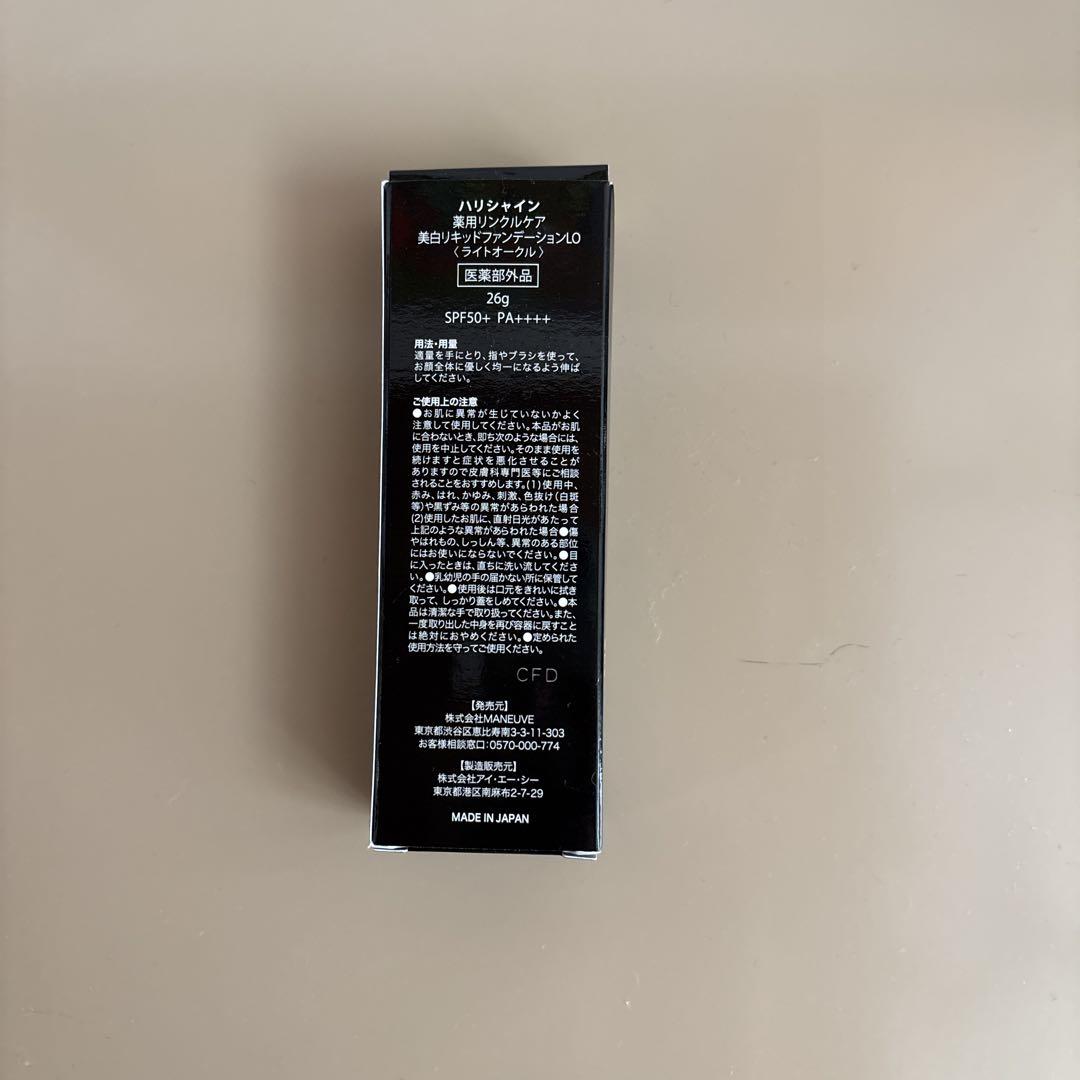 ハリシャイン
薬用リンクルケア
美白リキッドファンデーションLO
〈ライトオークル〉
医薬部外品
26g
SPF50+ PA++++
用法・用量
適量を手にとり、指やブラシを使って、
お顔全体に優しく均一になるよう伸ば
してください。
ご使用上の注意
●お肌に異常が生じていないかよく
注意して使用してください。本品がお肌
に合わないとき、即ち次のような場合には、
使用を中止してください。そのまま使用を
続けますと症状を悪化させることが
ありますので皮膚科専門医等にご相談
されることをおすすめします。(1)使用中、
赤み、はれ、かゆみ、刺激、色抜け(白斑
等)や黒ずみ等の異常があらわれた場合
(2)使用したお肌に、直射日光があたって
上記のような異常があらわれた場合●傷
やはれもの、しっしん等、異常のある部位
にはお使いにならないでください。●目
に入ったときは、直ちに洗い流してくださ
い。●乳幼児の手の届かない所に保管して
ください。●使用後は口元をきれいに拭き
取って、しっかり蓋をしめてください。●本
品は清潔な手で取り扱ってください。また、
一度取り出した中身を再び容器に戻すこと
は絶対におやめください。●定められた
使用方法を守ってご使用ください。
CFD
【発売元】
株式会社MANEUVE
東京都渋谷区恵比寿南3-3-11-303
お客様相談窓口:0570-000-774
【製造販売元】
株式会社アイ・エー・シー
東京都港区南麻布2-7-29
MADE IN JAPAN